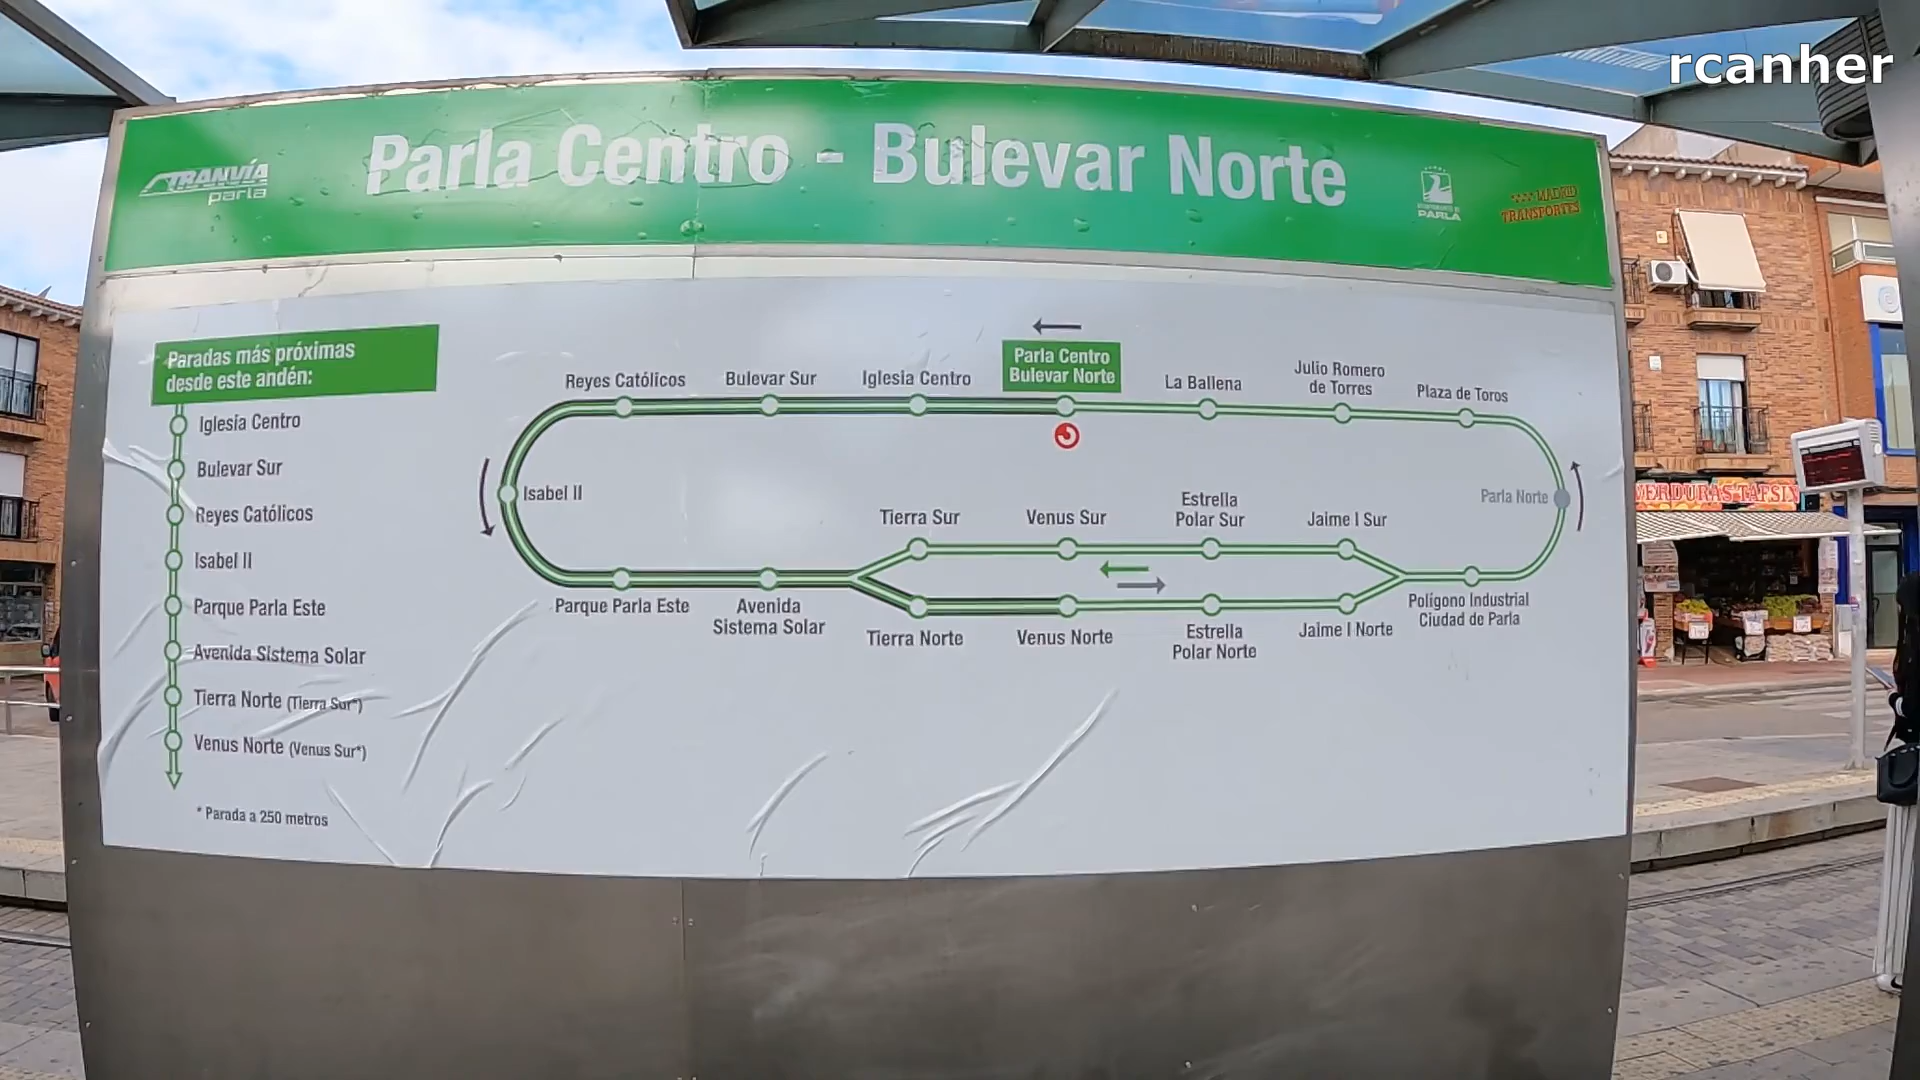 rcanher
TRANVÍA
parla
Parla Centro - Bulevar Norte
AYUNTAMIENTO DE
PARLA
MADRID
TRANSPORTES
Paradas más próximas
desde este andén:
Iglesia Centro
Bulevar Sur
Reyes Católicos
Isabel II
Parque Parla Este
Avenida Sistema Solar
Tierra Norte (Tierra Sur*)
Venus Norte (Venus Sur*)
* Parada a 250 metros
Reyes Católicos
Bulevar Sur
Iglesia Centro
Parla Centro
Bulevar Norte
La Ballena
Julio Romero
de Torres
Plaza de Toros
Isabel II
Parla Norte
Tierra Sur
Venus Sur
Estrella
Polar Sur
Jaime I Sur
Parque Parla Este
Avenida
Sistema Solar
Tierra Norte
Venus Norte
Estrella
Polar Norte
Jaime I Norte
Polígono Industrial
Ciudad de Parla
VERDURAS TAFSIX